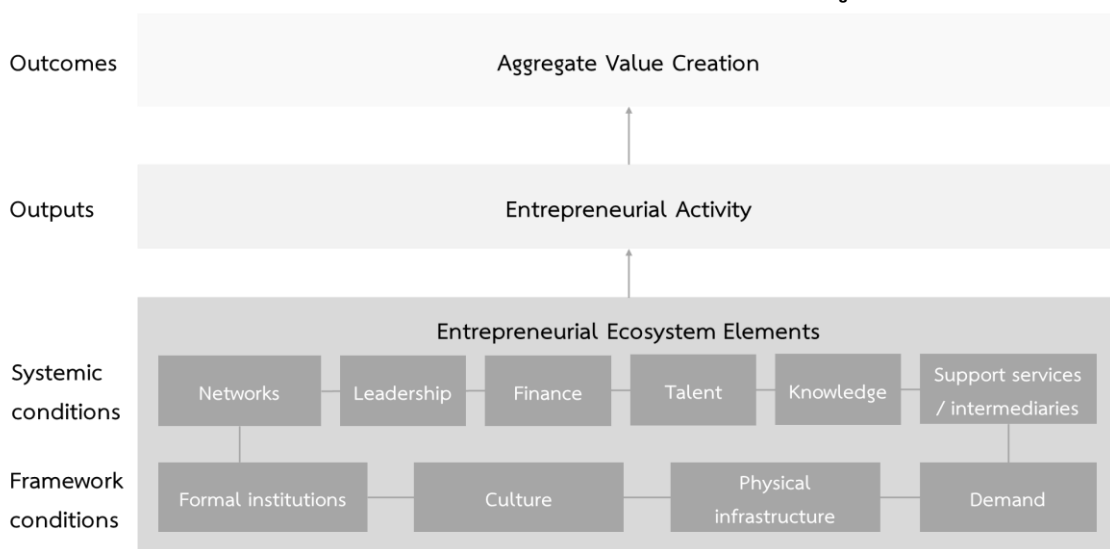 Outcomes
Aggregate Value Creation
Outputs
Entrepreneurial Activity
Entrepreneurial Ecosystem Elements
Systemic
conditions
Networks
Leadership
Finance
Talent
Knowledge
Support services
/ intermediaries
Framework
conditions
Formal institutions
Culture
Physical
infrastructure
Demand